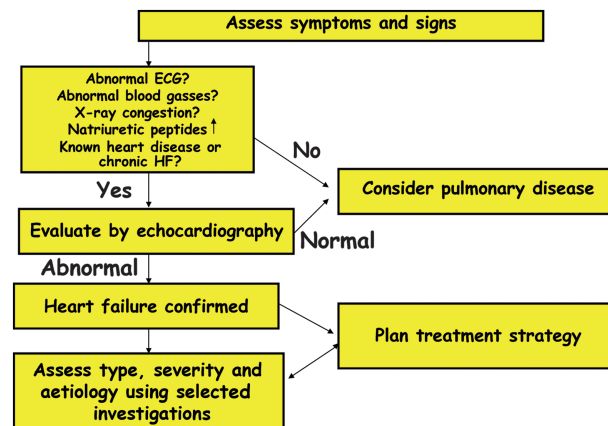 Assess symptoms and signs
Abnormal ECG?
Abnormal blood gasses?
X-ray congestion?
Natriuretic peptides ↑
Known heart disease or
chronic HF?
No
Yes
Consider pulmonary disease
Evaluate by echocardiography
Normal
Abnormal
Heart failure confirmed
Plan treatment strategy
Assess type, severity and
aetiology using selected
investigations